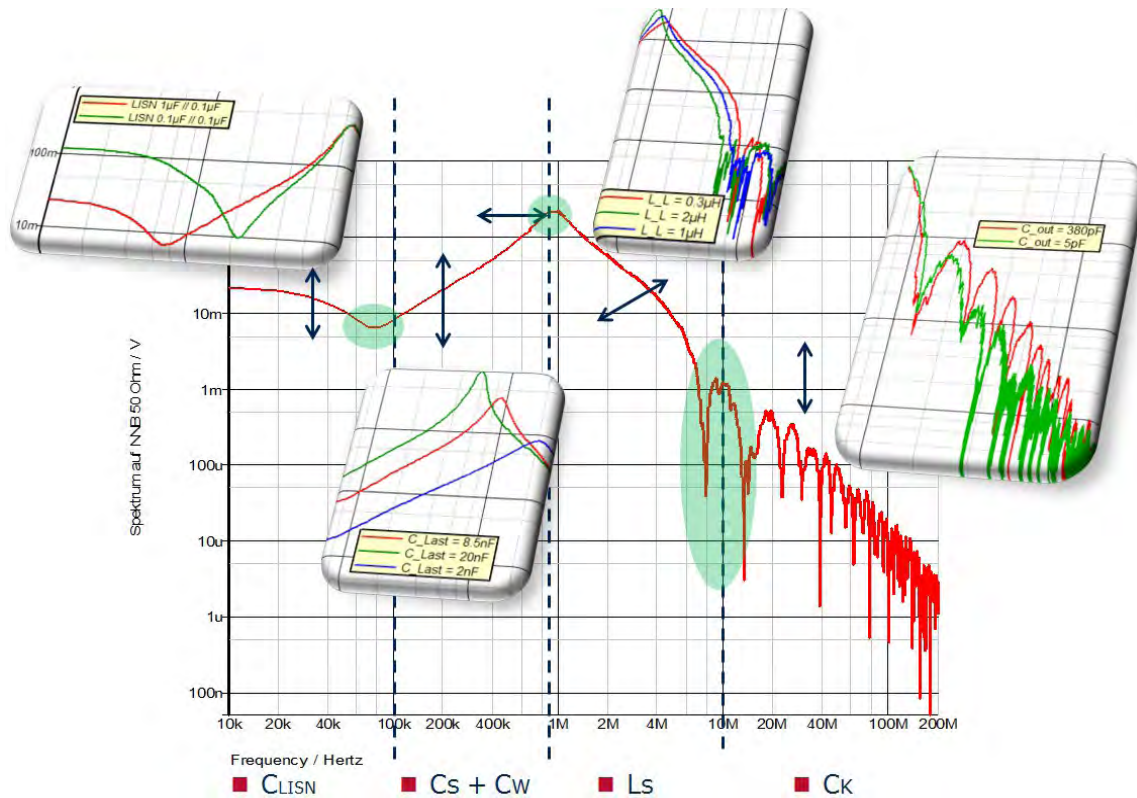 LISN 1µF // 0.1µF
LISN 0.1µF // 0.1µF
100m
10m
L_L = 0.3µH
L_L = 2µH
L_L = 1µH
C_out = 380pF
C_out = 5pF
C_Last = 8.5nF
C_Last = 20nF
C_Last = 2nF
Spektrum auf NNB 50 Ohm / V
10m
1m
100u
10u
1u
100n
10k 20k 40k 100k 200k 400k 1M 2M 4M 10M 20M 40M 100M 200M
Frequency / Hertz
CLISN CS + CW LS CK